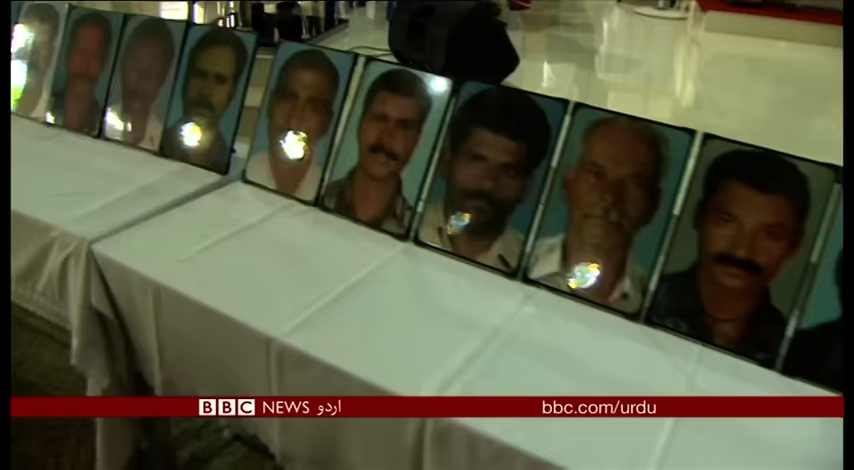 BBC NEWS اردو
bbc.com/urdu